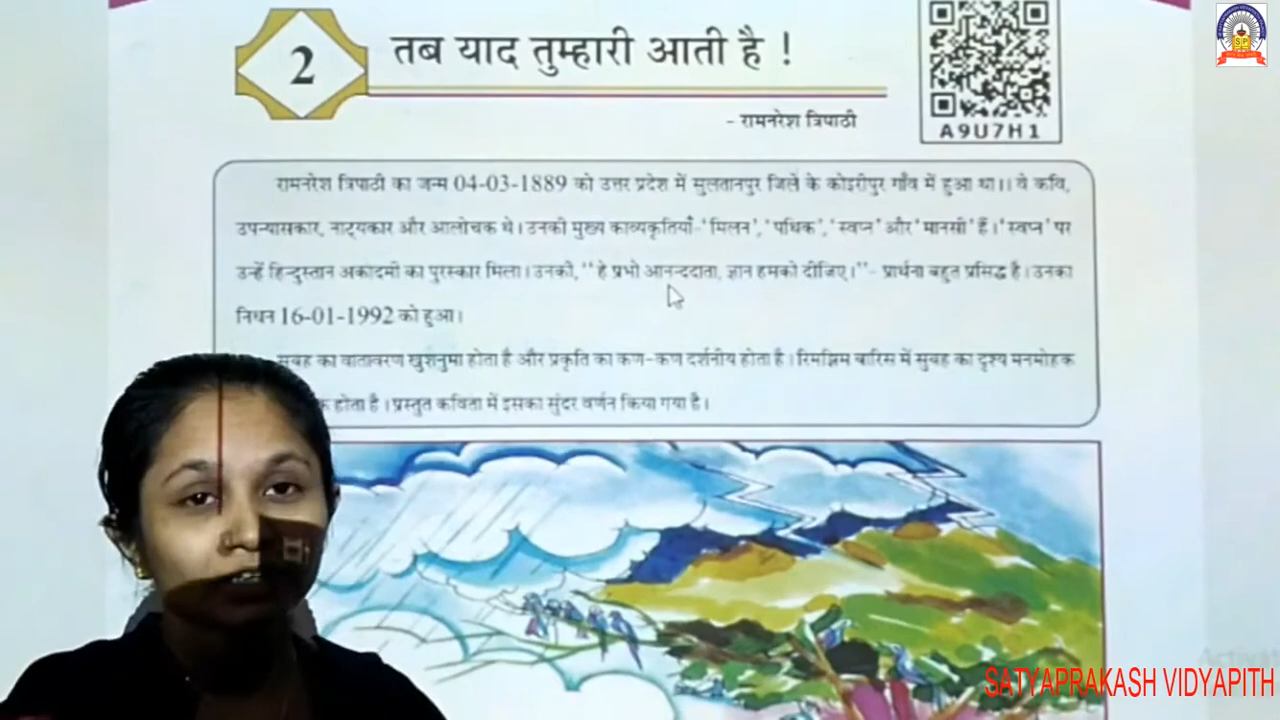 2
तब याद तुम्हारी आती है !
- रामनरेश त्रिपाठी
A9U7H1
रामनरेश त्रिपाठी का जन्म 04-03-1889 को उत्तर प्रदेश में सुलतानपुर जिले के कोइरीपुर गाँव में हुआ था।। वे कवि,
उपन्यासकार, नाट्यकार और आलोचक थे। उनकी मुख्य काव्यकृतियाँ-'मिलन', 'पथिक', 'स्वप्न' और 'मानसी' हैं। 'स्वप्न' पर
उन्हें हिन्दुस्तान अकादमी का पुरस्कार मिला। उनकी, "हे प्रभो आनन्ददाता, ज्ञान हमको दीजिए।"- प्रार्थना बहुत प्रसिद्ध है। उनका
निधन 16-01-1992 को हुआ।
सुबह का वातावरण खुशनुमा होता है और प्रकृति का कण-कण दर्शनीय होता है। रिमझिम बारिस में सुबह का दृश्य मनमोहक
होता है। प्रस्तुत कविता में इसका सुंदर वर्णन किया गया है।
SATYAPRAKASH VIDYAPITH